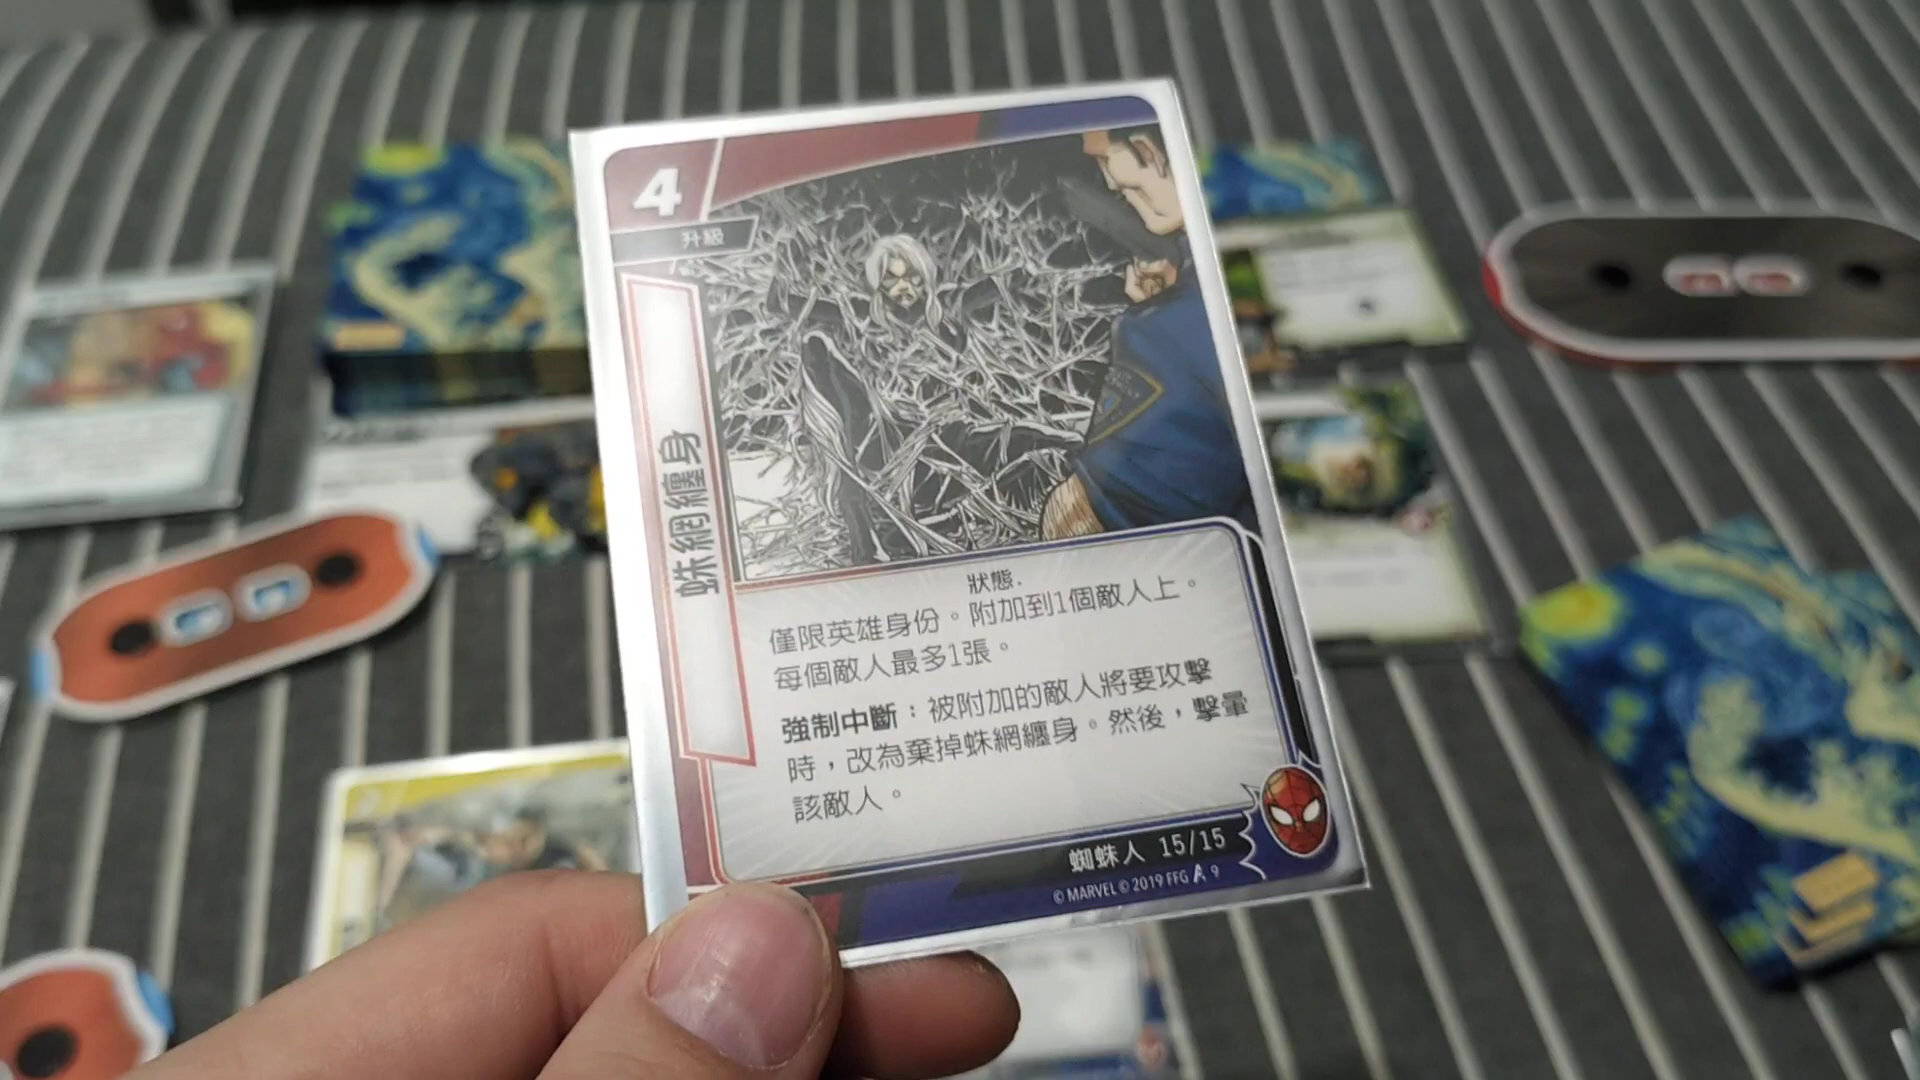 4
升級
蛛網纏身
狀態.
僅限英雄身份。附加到1個敵人上。
每個敵人最多1張。
強制中斷：被附加的敵人將要攻擊
時，改為棄掉蛛網纏身。然後，擊暈
該敵人。
蜘蛛人 15/15
© MARVEL © 2019 FFG 9